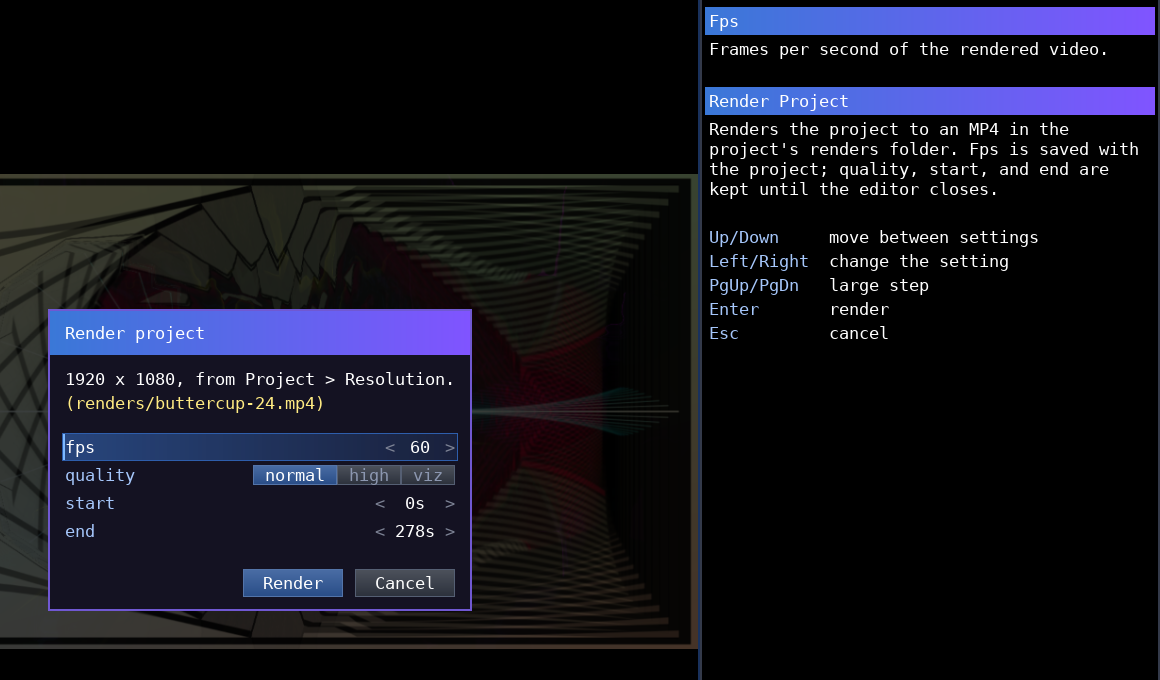 Fps
Frames per second of the rendered video.
Render Project
Renders the project to an MP4 in the
project's renders folder. Fps is saved with
the project; quality, start, and end are
kept until the editor closes.
Up/Down move between settings
Left/Right change the setting
PgUp/PgDn large step
Enter render
Esc cancel
Render project
1920 x 1080, from Project > Resolution.
(renders/buttercup-24.mp4)
fps < 60 >
quality normal high viz
start < 0s >
end < 278s >
Render Cancel